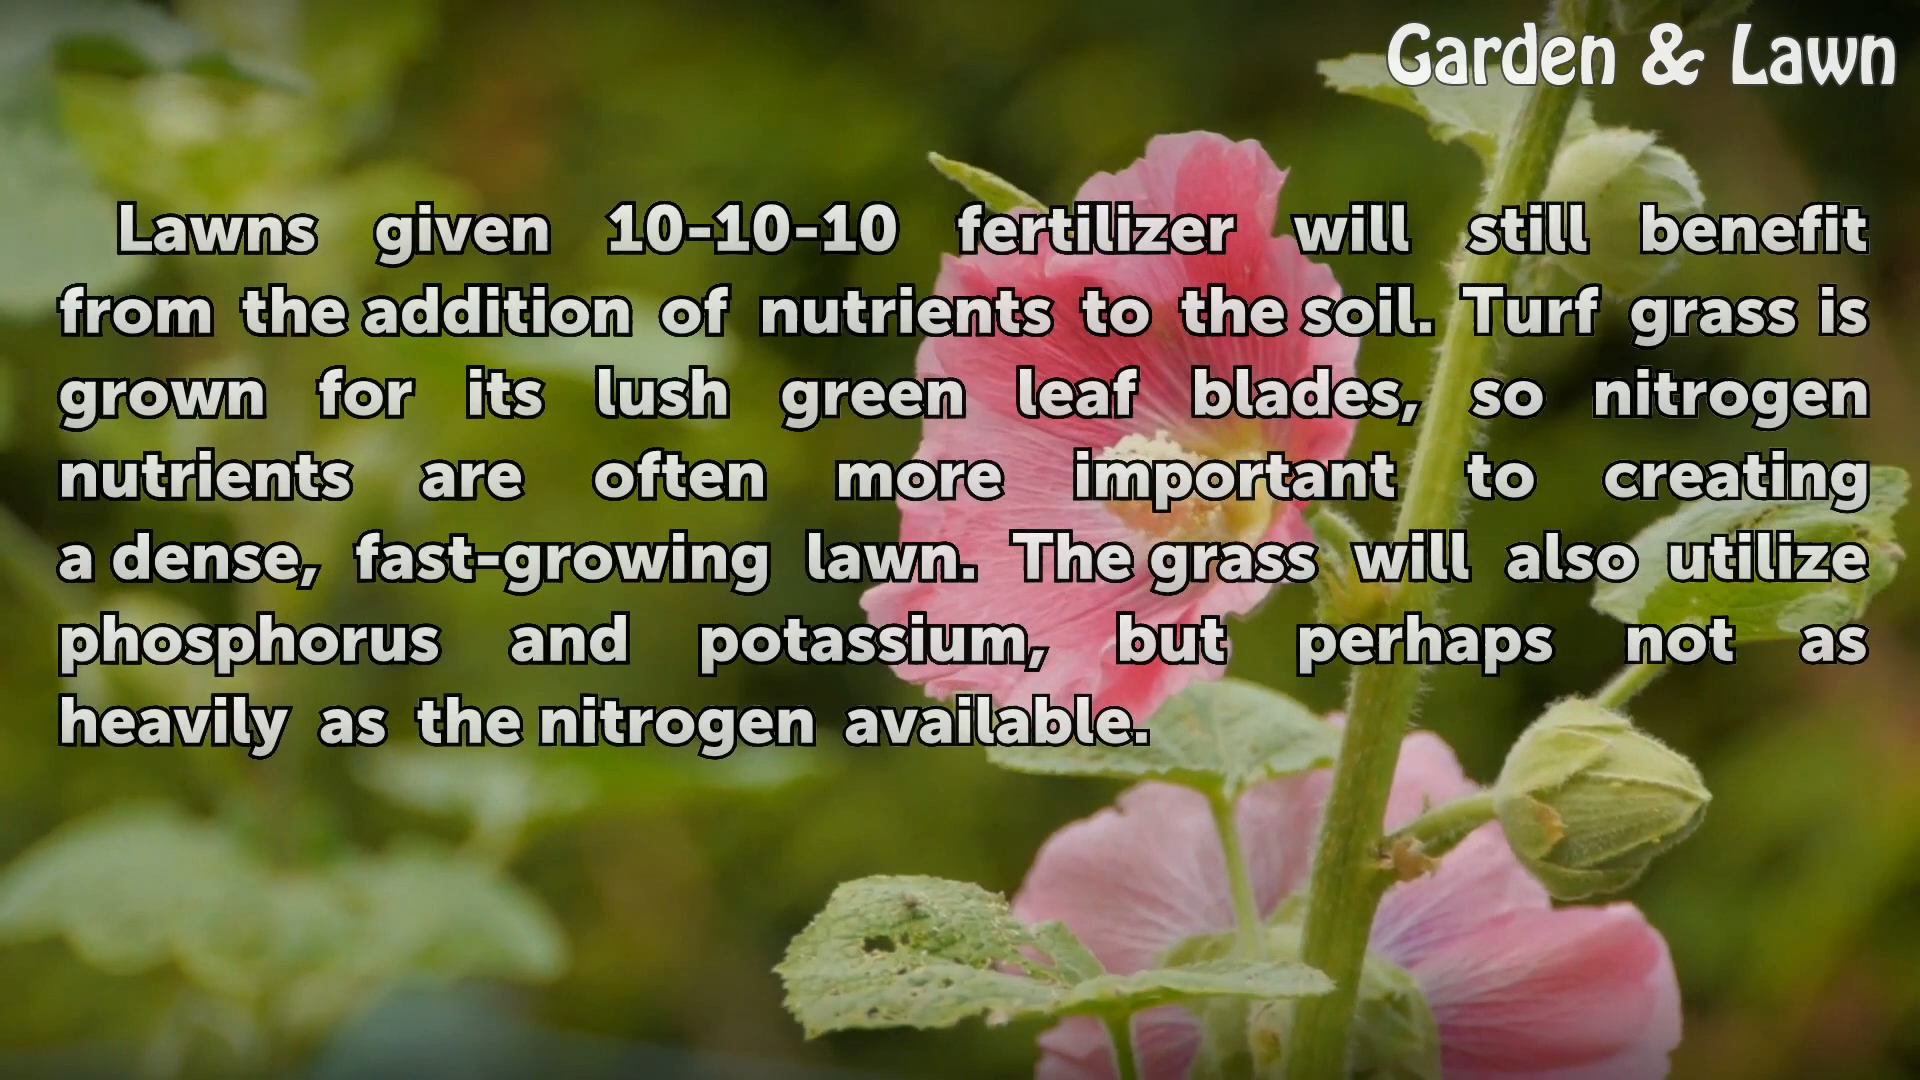 Garden & Lawn
Lawns given 10-10-10 fertilizer will still benefit
from the addition of nutrients to the soil. Turf grass is
grown for its lush green leaf blades, so nitrogen
nutrients are often more important to creating
a dense, fast-growing lawn. The grass will also utilize
phosphorus and potassium, but perhaps not as
heavily as the nitrogen available.